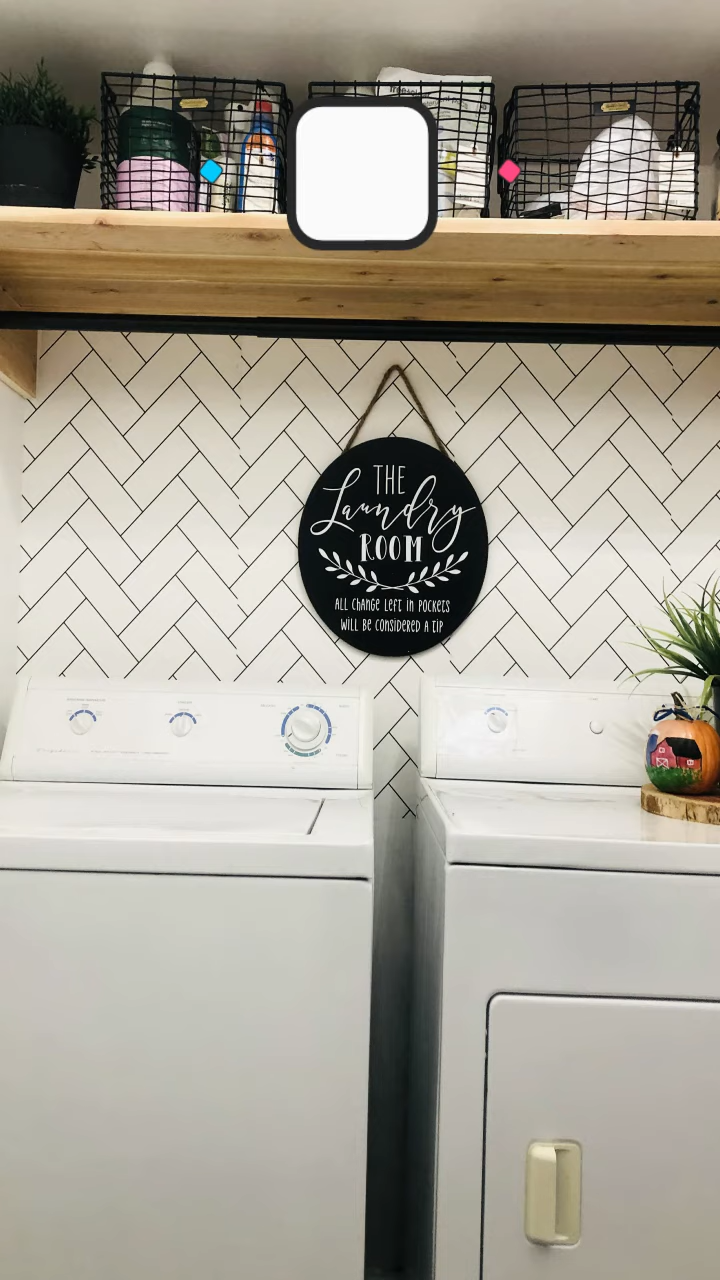 THE
Laundry
ROOM
ALL CHANGE LEFT IN POCKETS
WILL BE CONSIDERED A TIP